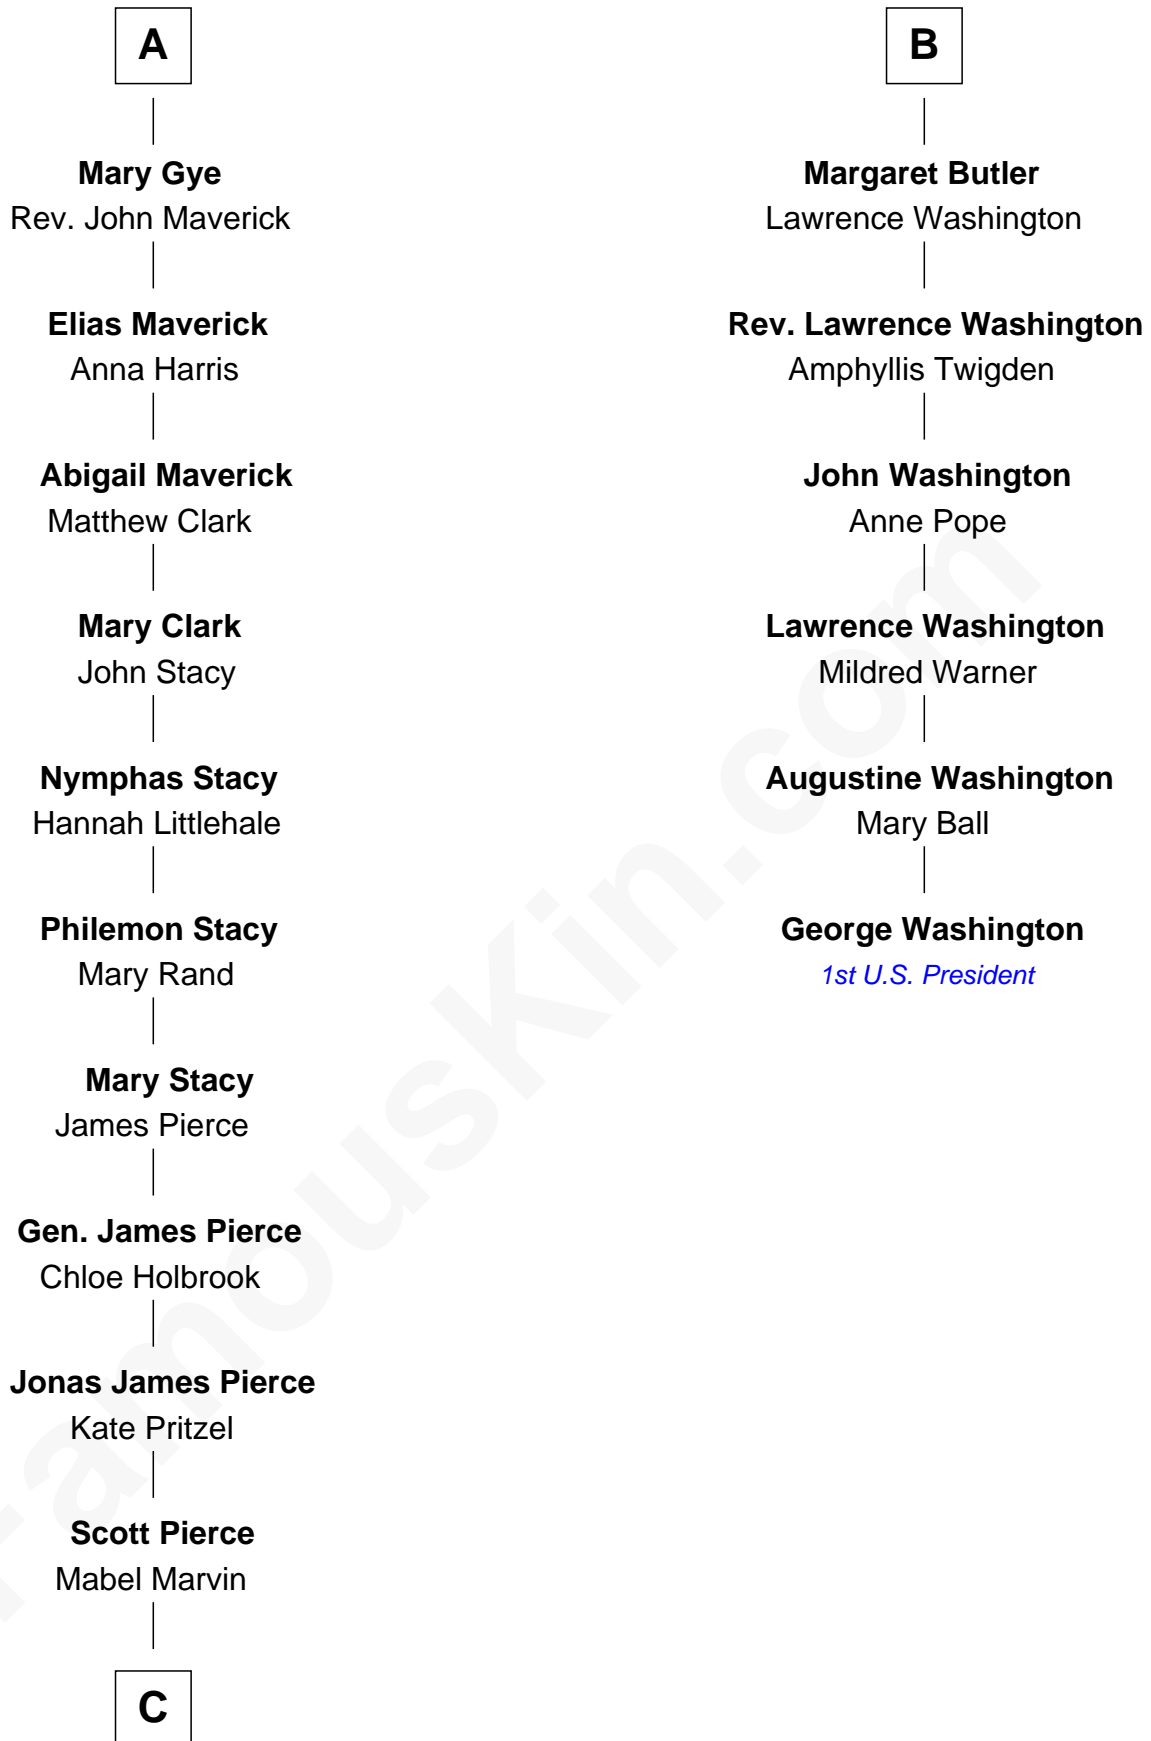 A
Mary Gye
Rev. John Maverick
Elias Maverick
Anna Harris
Abigail Maverick
Matthew Clark
Mary Clark
John Stacy
Nymphas Stacy
Hannah Littlehale
Philemon Stacy
Mary Rand
Mary Stacy
James Pierce
Gen. James Pierce
Chloe Holbrook
Jonas James Pierce
Kate Pritzel
Scott Pierce
Mabel Marvin
C
B
Margaret Butler
Lawrence Washington
Rev. Lawrence Washington
Amphyllis Twigden
John Washington
Anne Pope
Lawrence Washington
Mildred Warner
Augustine Washington
Mary Ball
George Washington
1st U.S. President
FamousKin.com